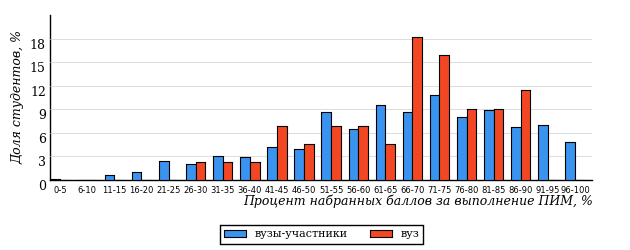 Доля студентов, %
18
15
12
9
6
3
0
0-5 6-10 11-15 16-20 21-25 26-30 31-35 36-40 41-45 46-50 51-55 56-60 61-65 66-70 71-75 76-80 81-85 86-90 91-95 96-100
Процент набранных баллов за выполнение ПИМ, %
вузы-участники вуз